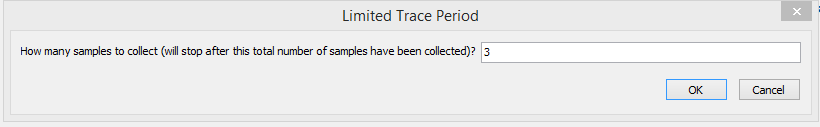 Limited Trace Period
How many samples to collect (will stop after this total number of samples have been collected)? 3
OK Cancel